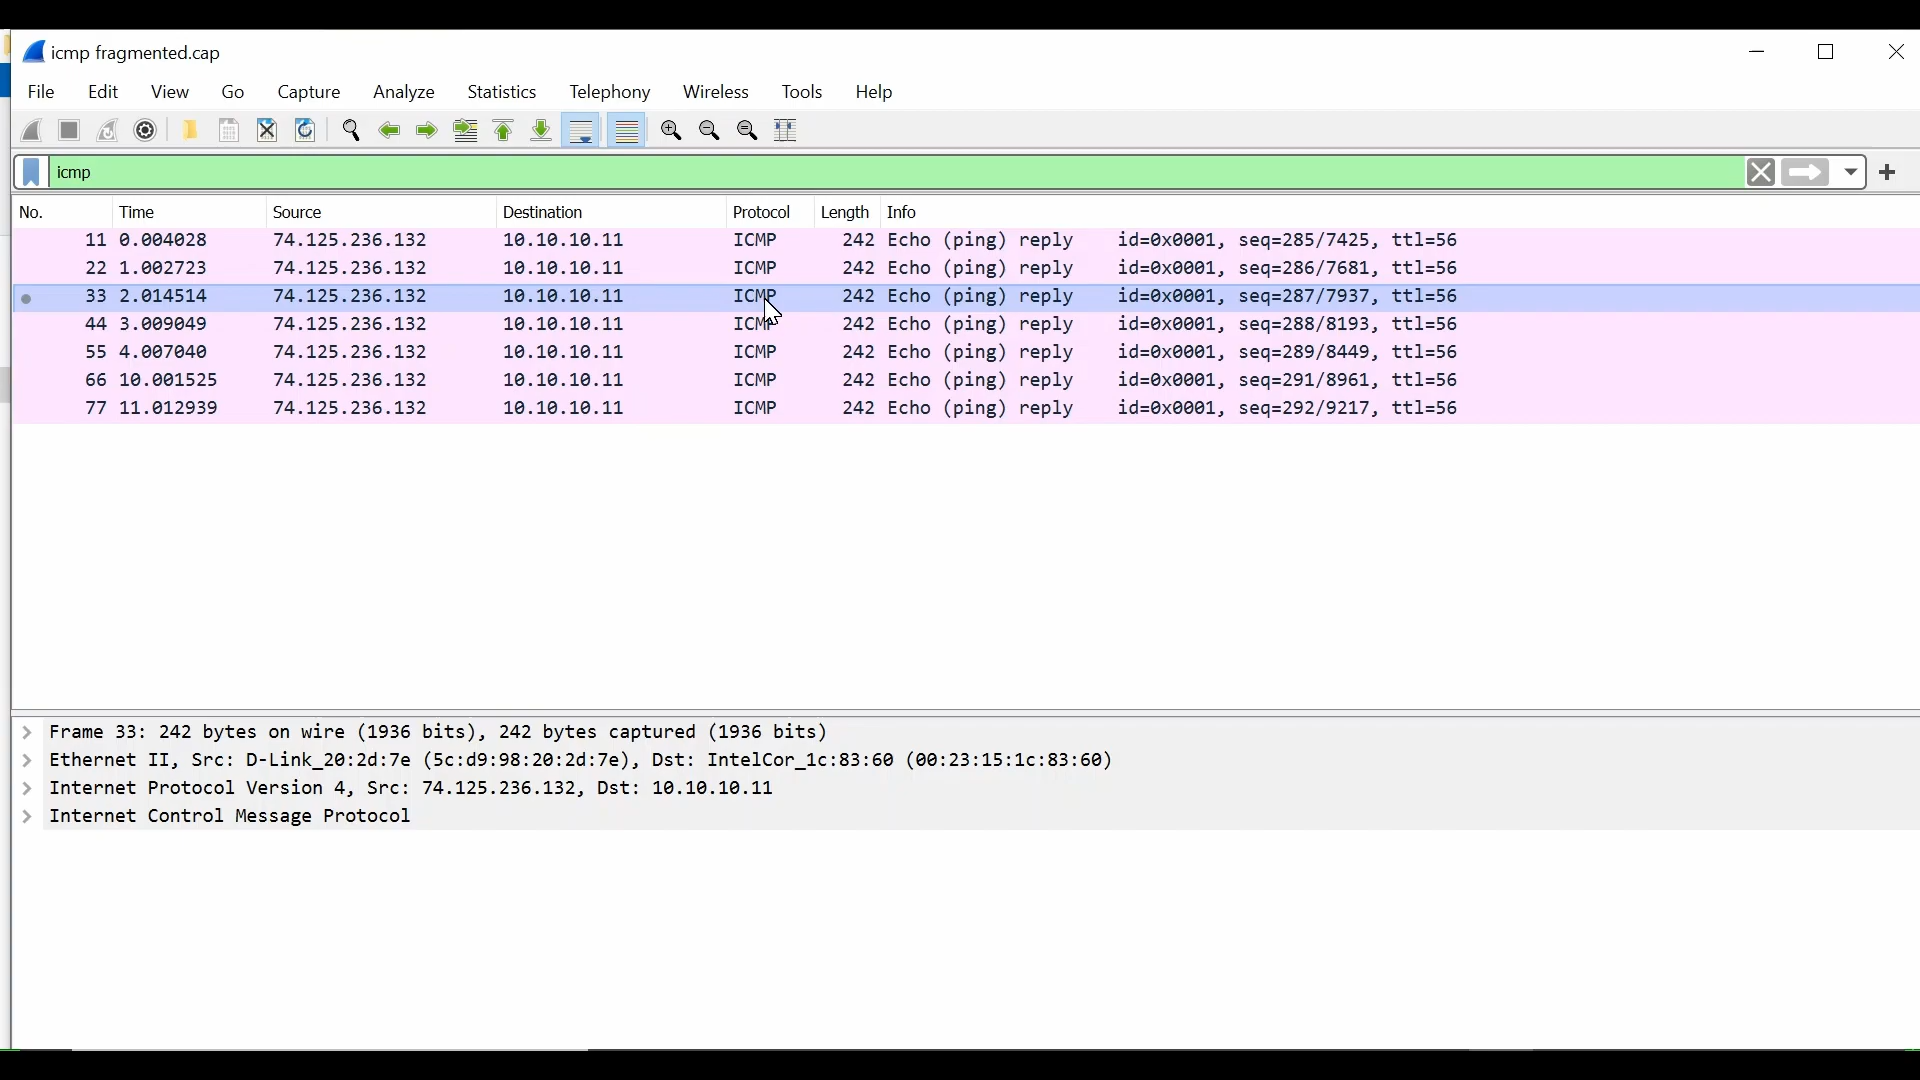 icmp fragmented.cap
File Edit View Go Capture Analyze Statistics Telephony Wireless Tools Help
icmp
No. Time Source Destination Protocol Length Info
11 0.004028 74.125.236.132 10.10.10.11 ICMP 242 Echo (ping) reply id=0x0001, seq=285/7425, ttl=56
22 1.002723 74.125.236.132 10.10.10.11 ICMP 242 Echo (ping) reply id=0x0001, seq=286/7681, ttl=56
33 2.014514 74.125.236.132 10.10.10.11 ICMP 242 Echo (ping) reply id=0x0001, seq=287/7937, ttl=56
44 3.009049 74.125.236.132 10.10.10.11 ICMP 242 Echo (ping) reply id=0x0001, seq=288/8193, ttl=56
55 4.007040 74.125.236.132 10.10.10.11 ICMP 242 Echo (ping) reply id=0x0001, seq=289/8449, ttl=56
66 10.001525 74.125.236.132 10.10.10.11 ICMP 242 Echo (ping) reply id=0x0001, seq=291/8961, ttl=56
77 11.012939 74.125.236.132 10.10.10.11 ICMP 242 Echo (ping) reply id=0x0001, seq=292/9217, ttl=56
Frame 33: 242 bytes on wire (1936 bits), 242 bytes captured (1936 bits)
Ethernet II, Src: D-Link_20:2d:7e (5c:d9:98:20:2d:7e), Dst: IntelCor_1c:83:60 (00:23:15:1c:83:60)
Internet Protocol Version 4, Src: 74.125.236.132, Dst: 10.10.10.11
Internet Control Message Protocol